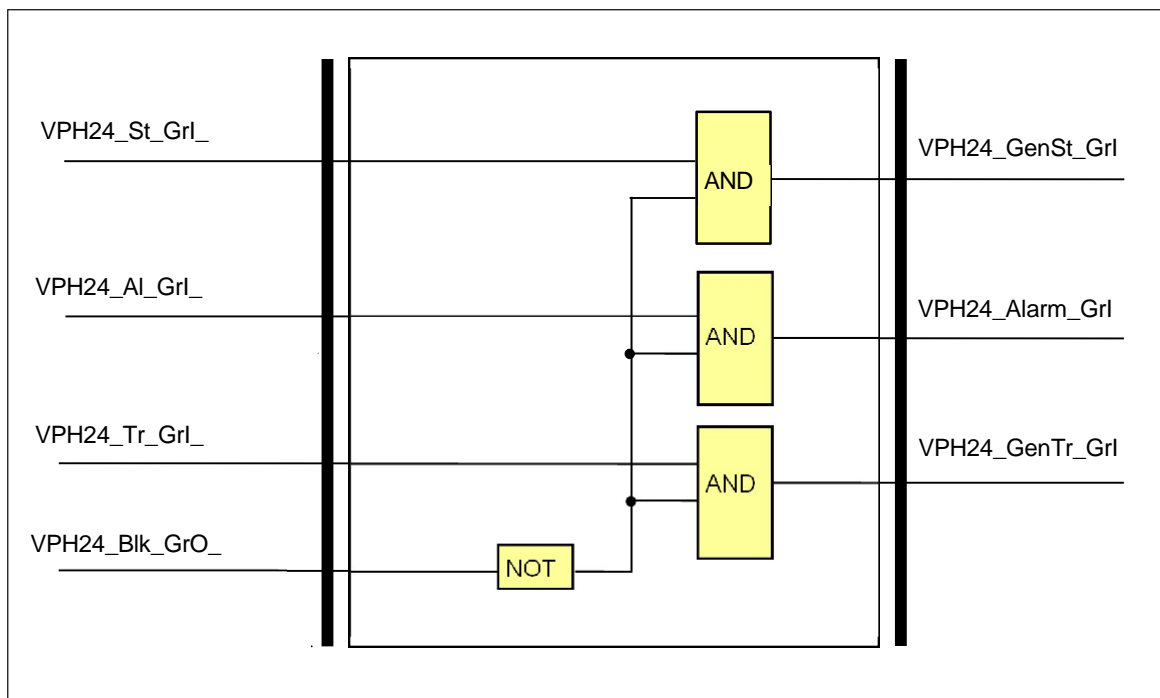 VPH24_St_GrI_
AND
VPH24_GenSt_GrI
VPH24_Al_GrI_
AND
VPH24_Alarm_GrI
VPH24_Tr_GrI_
AND
VPH24_GenTr_GrI
VPH24_Blk_GrO_
NOT